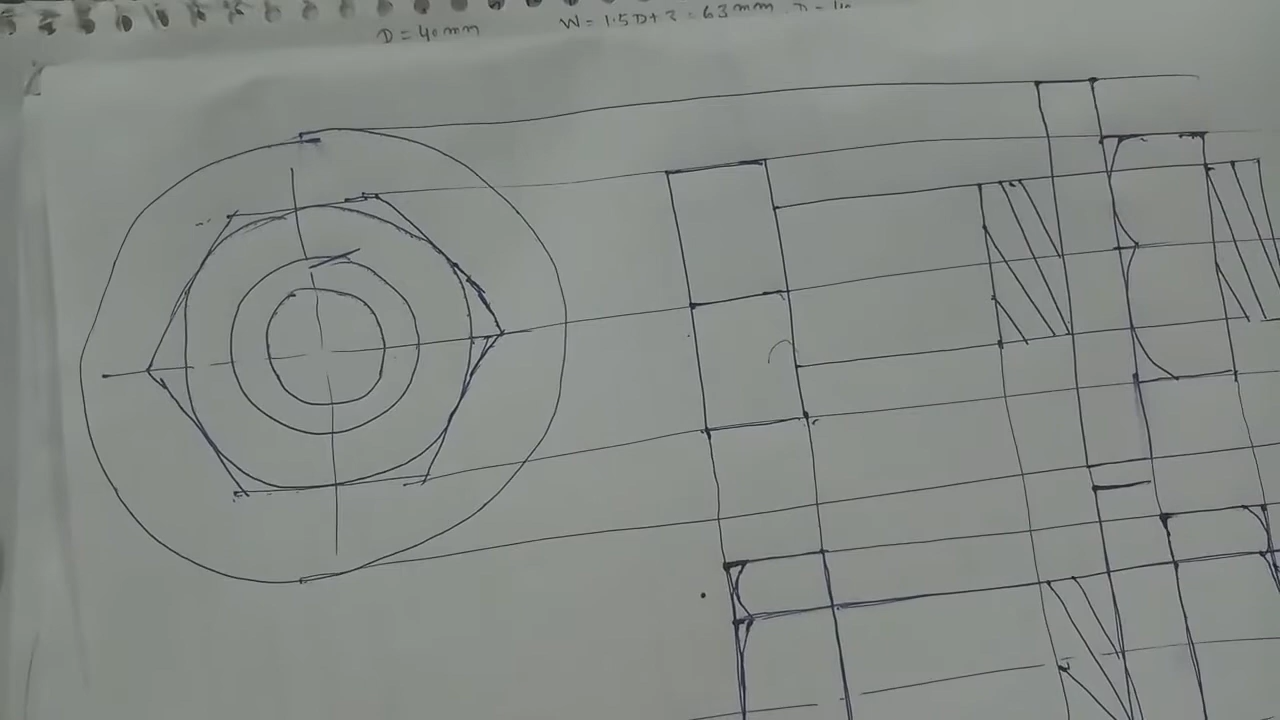 D = 40mm
W = 1.5D+3 = 63mm